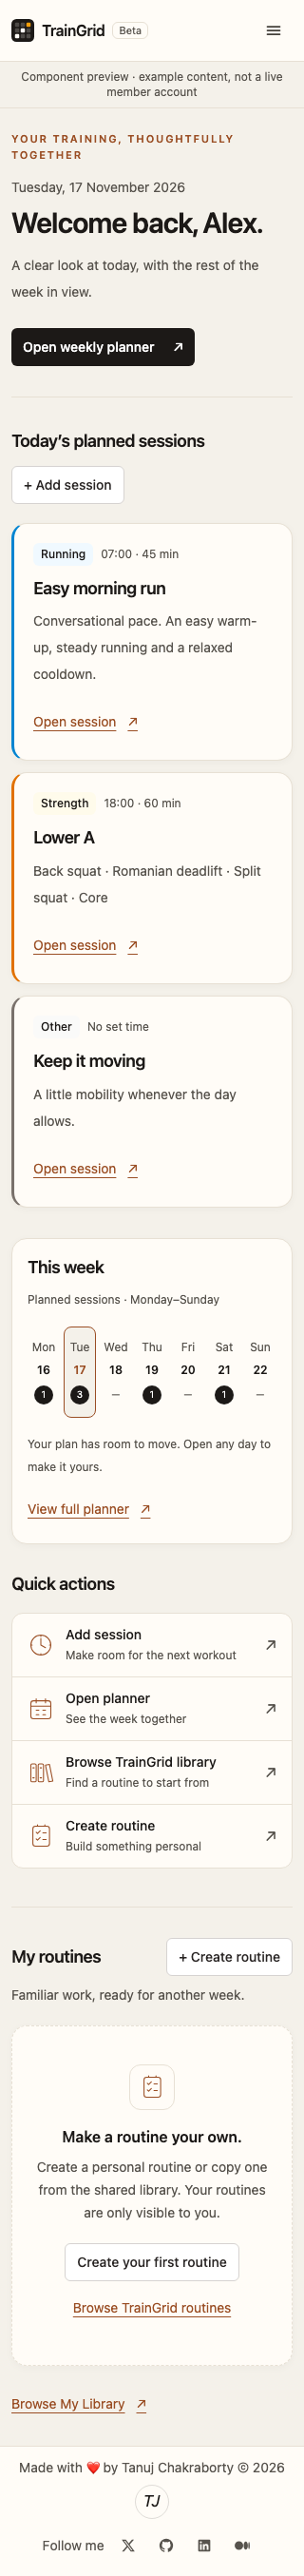 TrainGrid Beta
Component preview · example content, not a live
member account
YOUR TRAINING, THOUGHTFULLY
TOGETHER
Tuesday, 17 November 2026
Welcome back, Alex.
A clear look at today, with the rest of the
week in view.
Open weekly planner ↗
Today’s planned sessions
+ Add session
Running 07:00 · 45 min
Easy morning run
Conversational pace. An easy warm-
up, steady running and a relaxed
cooldown.
Open session ↗
Strength 18:00 · 60 min
Lower A
Back squat · Romanian deadlift · Split
squat · Core
Open session ↗
Other No set time
Keep it moving
A little mobility whenever the day
allows.
Open session ↗
This week
Planned sessions · Monday–Sunday
Mon Tue Wed Thu Fri Sat Sun
16 17 18 19 20 21 22
1 3 – 1 – 1 –
Your plan has room to move. Open any day to
make it yours.
View full planner ↗
Quick actions
Add session
Make room for the next workout ↗
Open planner
See the week together ↗
Browse TrainGrid library
Find a routine to start from ↗
Create routine
Build something personal ↗
My routines + Create routine
Familiar work, ready for another week.
Make a routine your own.
Create a personal routine or copy one
from the shared library. Your routines
are only visible to you.
Create your first routine
Browse TrainGrid routines
Browse My Library ↗
Made with ❤️ by Tanuj Chakraborty © 2026
TJ
Follow me